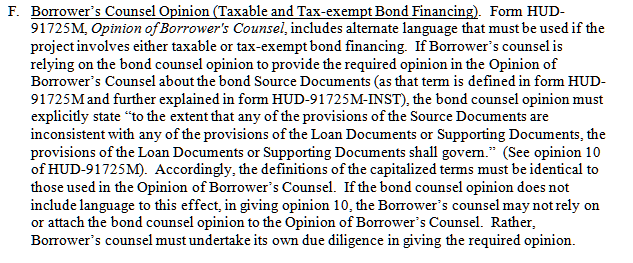 F. Borrower's Counsel Opinion (Taxable and Tax-exempt Bond Financing). Form HUD-
91725M, Opinion of Borrower's Counsel, includes alternate language that must be used if the
project involves either taxable or tax-exempt bond financing. If Borrower's counsel is
relying on the bond counsel opinion to provide the required opinion in the Opinion of
Borrower's Counsel about the bond Source Documents (as that term is defined in form HUD-
91725M and further explained in form HUD-91725M-INST), the bond counsel opinion must
explicitly state “to the extent that any of the provisions of the Source Documents are
inconsistent with any of the provisions of the Loan Documents or Supporting Documents, the
provisions of the Loan Documents or Supporting Documents shall govern.” (See opinion 10
of HUD-91725M). Accordingly, the definitions of the capitalized terms must be identical to
those used in the Opinion of Borrower's Counsel. If the bond counsel opinion does not
include language to this effect, in giving opinion 10, the Borrower's counsel may not rely on
or attach the bond counsel opinion to the Opinion of Borrower's Counsel. Rather,
Borrower's counsel must undertake its own due diligence in giving the required opinion.